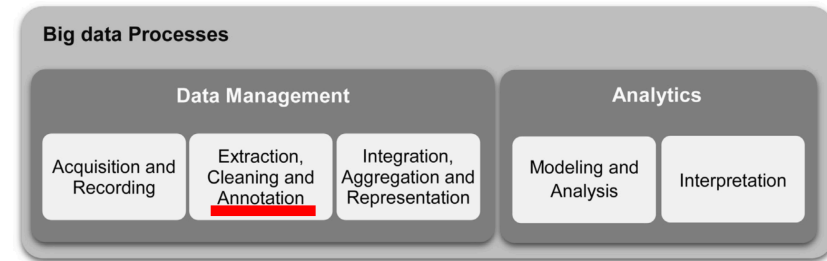 Big data Processes
Data Management
Acquisition and
Recording
Extraction,
Cleaning and
Annotation
Integration,
Aggregation and
Representation
Analytics
Modeling and
Analysis
Interpretation